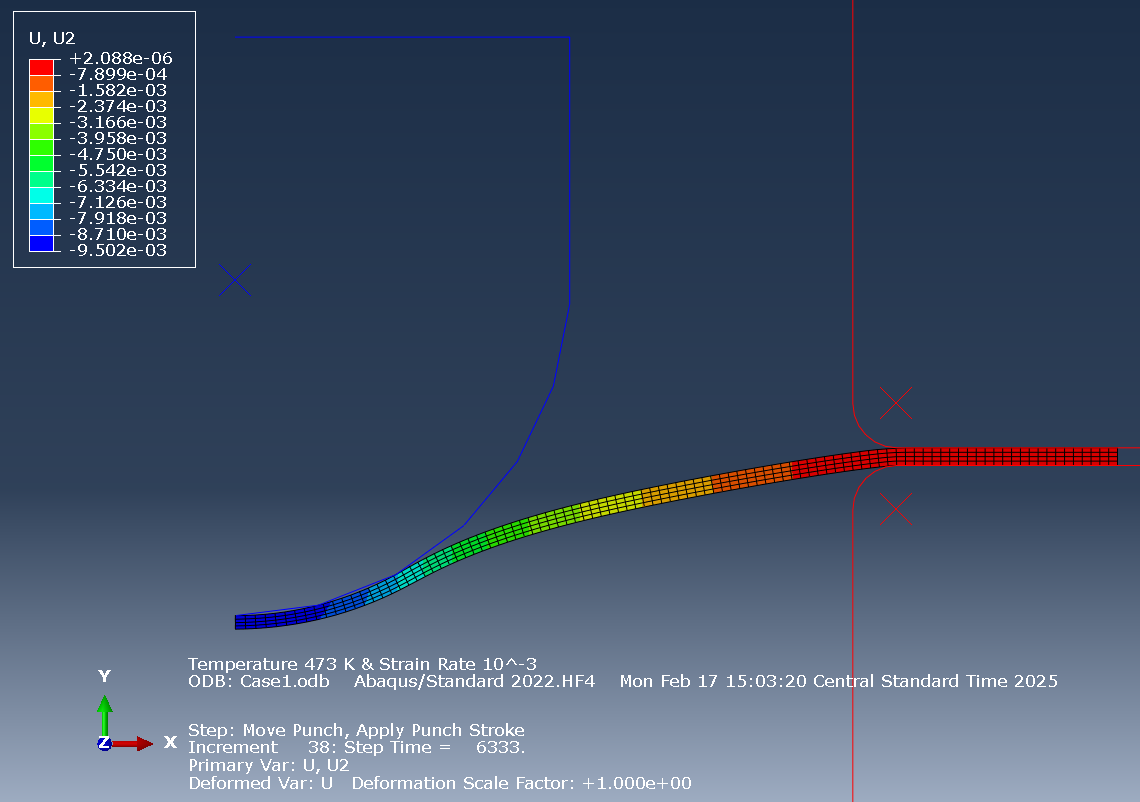 U, U2
+2.088e-06
-7.899e-04
-1.582e-03
-2.374e-03
-3.166e-03
-3.958e-03
-4.750e-03
-5.542e-03
-6.334e-03
-7.126e-03
-7.918e-03
-8.710e-03
-9.502e-03
Temperature 473 K & Strain Rate 10^-3
ODB: Case1.odb    Abaqus/Standard 2022.HF4    Mon Feb 17 15:03:20 Central Standard Time 2025
Y
Z
X
Step: Move Punch, Apply Punch Stroke
Increment     38: Step Time =    6333.
Primary Var: U, U2
Deformed Var: U   Deformation Scale Factor: +1.000e+00